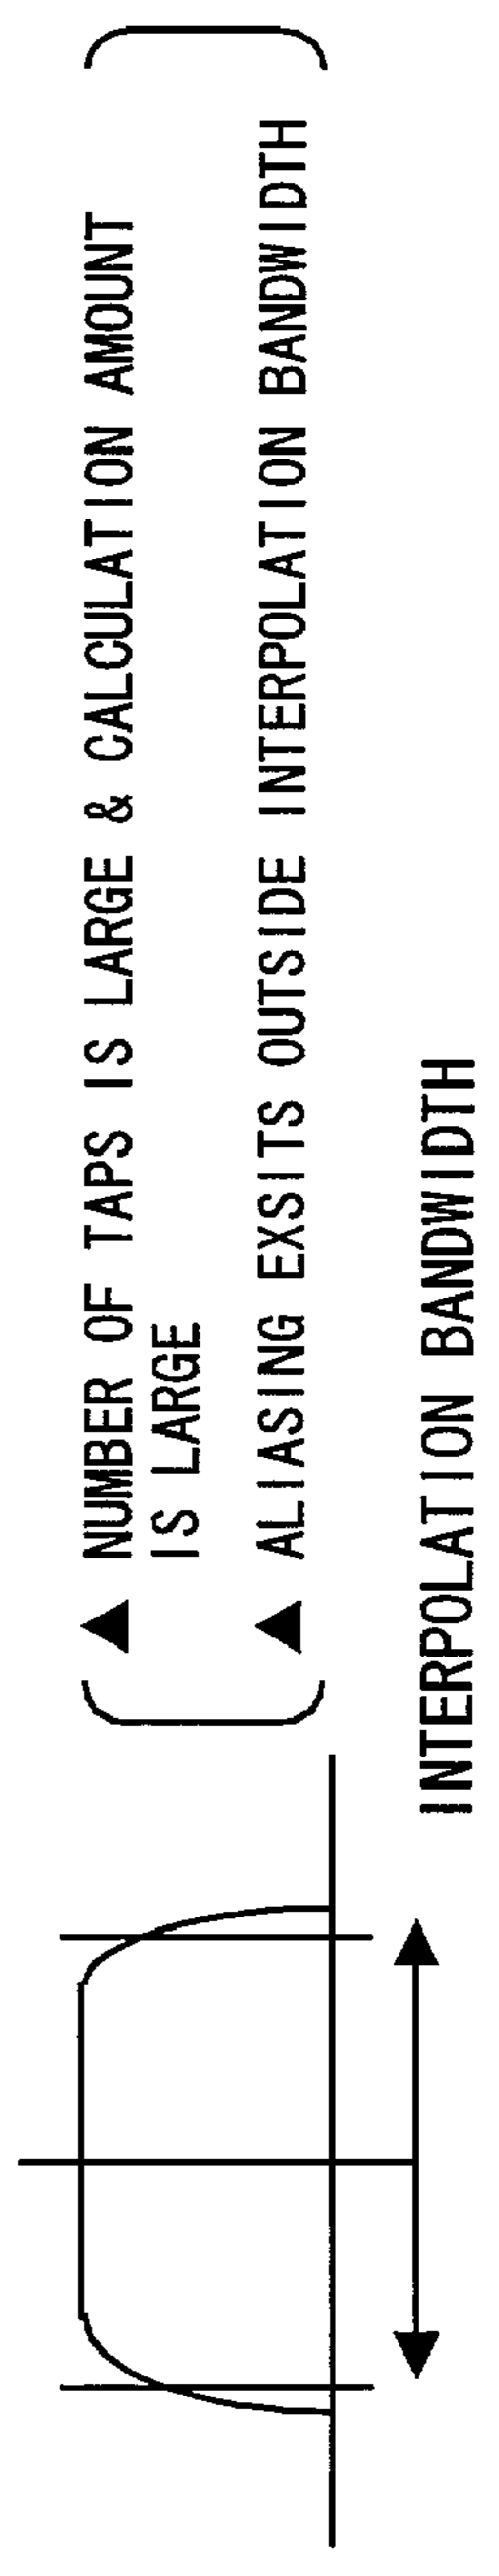 ▲ NUMBER OF TAPS IS LARGE & CALCULATION AMOUNT
IS LARGE
▲ ALIASING EXSITS OUTSIDE INTERPOLATION BANDWIDTH
INTERPOLATION BANDWIDTH